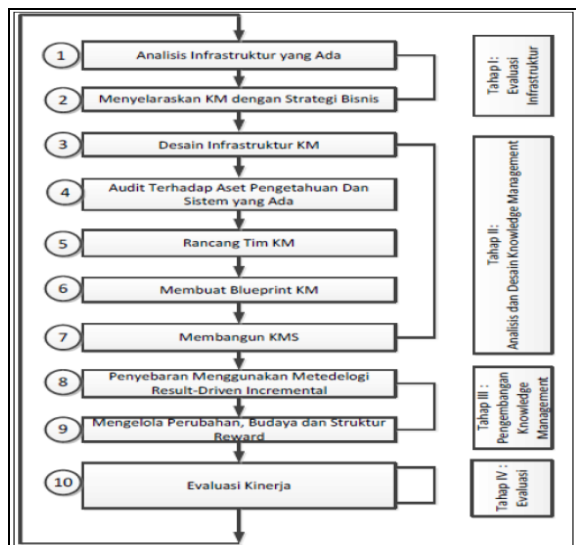 1
Analisis Infrastruktur yang Ada
2
Menyelaraskan KM dengan Strategi Bisnis
Tahap I:
Evaluasi
Infrastruktur
3
Desain Infrastruktur KM
4
Audit Terhadap Aset Pengetahuan Dan
Sistem yang Ada
5
Rancang Tim KM
6
Membuat Blueprint KM
7
Membangun KMS
Tahap II:
Analisis dan Desain Knowledge Management
8
Penyebaran Menggunakan Metedelogi
Result-Driven Incremental
9
Mengelola Perubahan, Budaya dan Struktur
Reward
Tahap III :
Pengembangan
Knowledge
Management
10
Evaluasi Kinerja
Tahap IV :
Evaluasi